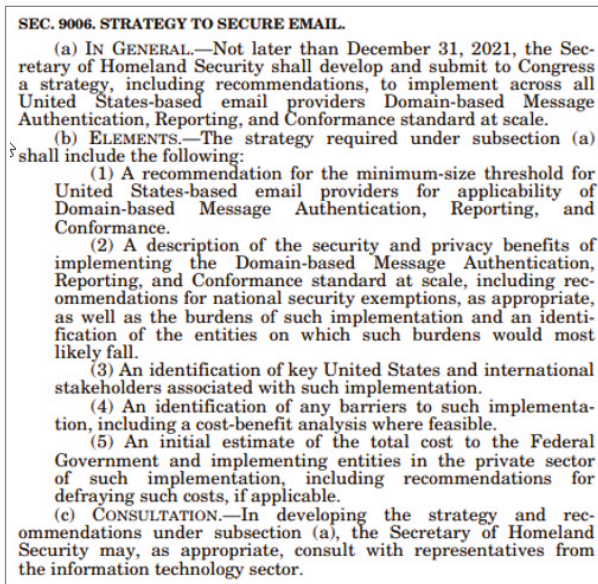 SEC. 9006. STRATEGY TO SECURE EMAIL.
(a) IN GENERAL.—Not later than December 31, 2021, the Sec-
retary of Homeland Security shall develop and submit to Congress
a strategy, including recommendations, to implement across all
United States-based email providers Domain-based Message
Authentication, Reporting, and Conformance standard at scale.
(b) ELEMENTS.—The strategy required under subsection (a)
shall include the following:
(1) A recommendation for the minimum-size threshold for
United States-based email providers for applicability of
Domain-based Message Authentication, Reporting, and
Conformance.
(2) A description of the security and privacy benefits of
implementing the Domain-based Message Authentication,
Reporting, and Conformance standard at scale, including rec-
ommendations for national security exemptions, as appropriate,
as well as the burdens of such implementation and an identi-
fication of the entities on which such burdens would most
likely fall.
(3) An identification of key United States and international
stakeholders associated with such implementation.
(4) An identification of any barriers to such implementa-
tion, including a cost-benefit analysis where feasible.
(5) An initial estimate of the total cost to the Federal
Government and implementing entities in the private sector
of such implementation, including recommendations for
defraying such costs, if applicable.
(c) CONSULTATION.—In developing the strategy and rec-
ommendations under subsection (a), the Secretary of Homeland
Security may, as appropriate, consult with representatives from
the information technology sector.